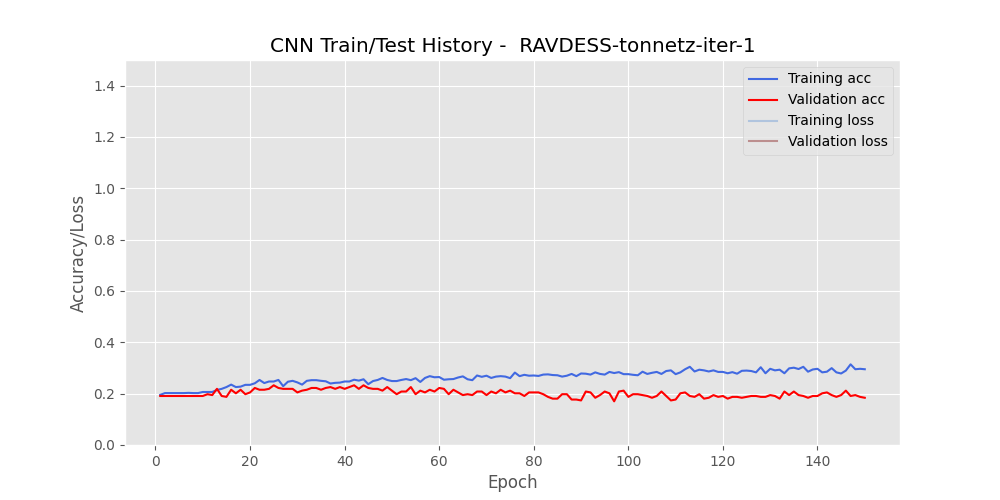 CNN Train/Test History -  RAVDESS-tonnetz-iter-1
Training acc
Validation acc
Training loss
Validation loss
Accuracy/Loss
1.4
1.2
1.0
0.8
0.6
0.4
0.2
0.0
0 20 40 60 80 100 120 140
Epoch